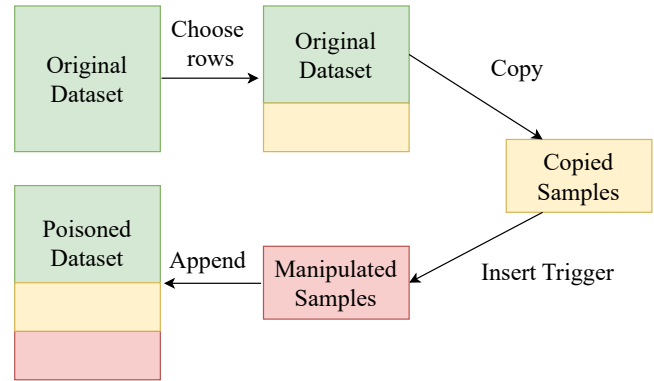 Original
Dataset
Choose
rows
Original
Dataset
Copy
Copied
Samples
Insert Trigger
Manipulated
Samples
Append
Poisoned
Dataset